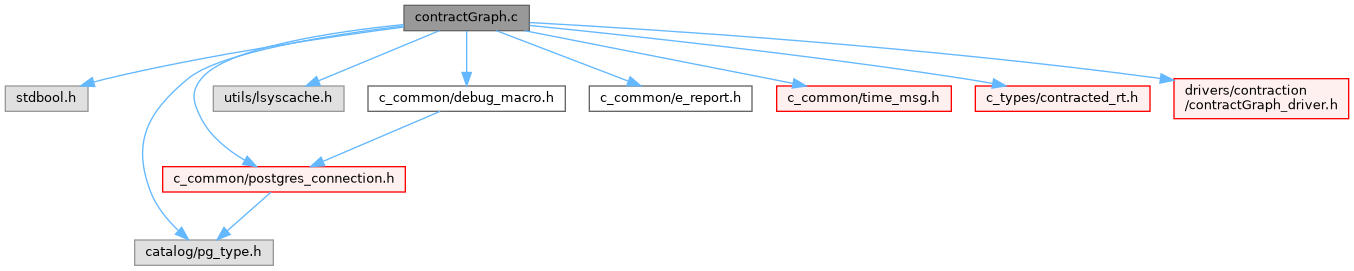 contractGraph.c
stdbool.h
utils/lsyscache.h
c_common/debug_macro.h
c_common/e_report.h
c_common/time_msg.h
c_types/contracted_rt.h
drivers/contraction
/contractGraph_driver.h
c_common/postgres_connection.h
catalog/pg_type.h